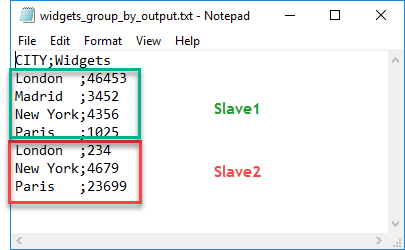 widgets_group_by_output.txt - Notepad
File Edit Format View Help
CITY;Widgets
London  ;46453
Madrid  ;3452
New York;4356
Paris   ;1025
Slave1
London  ;234
New York;4679
Paris   ;23699
Slave2